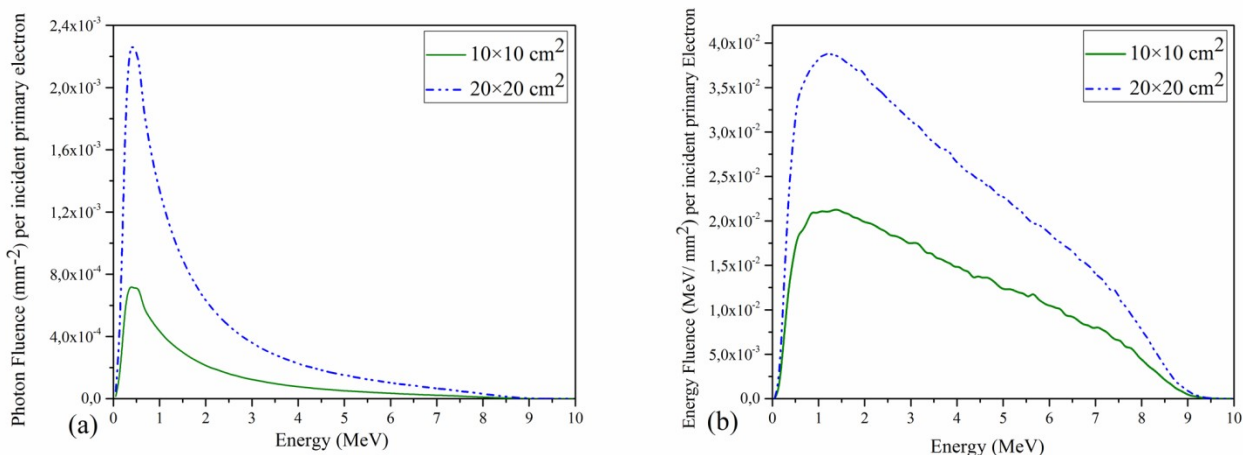 Photon Fluence (mm⁻²) per incident primary electron
2,4x10⁻³
2,0x10⁻³
1,6x10⁻³
1,2x10⁻³
8,0x10⁻⁴
4,0x10⁻⁴
0,0
10×10 cm²
20×20 cm²
0 1 2 3 4 5 6 7 8 9 10
(a)
Energy (MeV)
Energy Fluence (MeV/ mm²) per incident primary Electron
4,0x10⁻²
3,5x10⁻²
3,0x10⁻²
2,5x10⁻²
2,0x10⁻²
1,5x10⁻²
1,0x10⁻²
5,0x10⁻³
0,0
10×10 cm²
20×20 cm²
0 1 2 3 4 5 6 7 8 9 10
(b)
Energy (MeV)